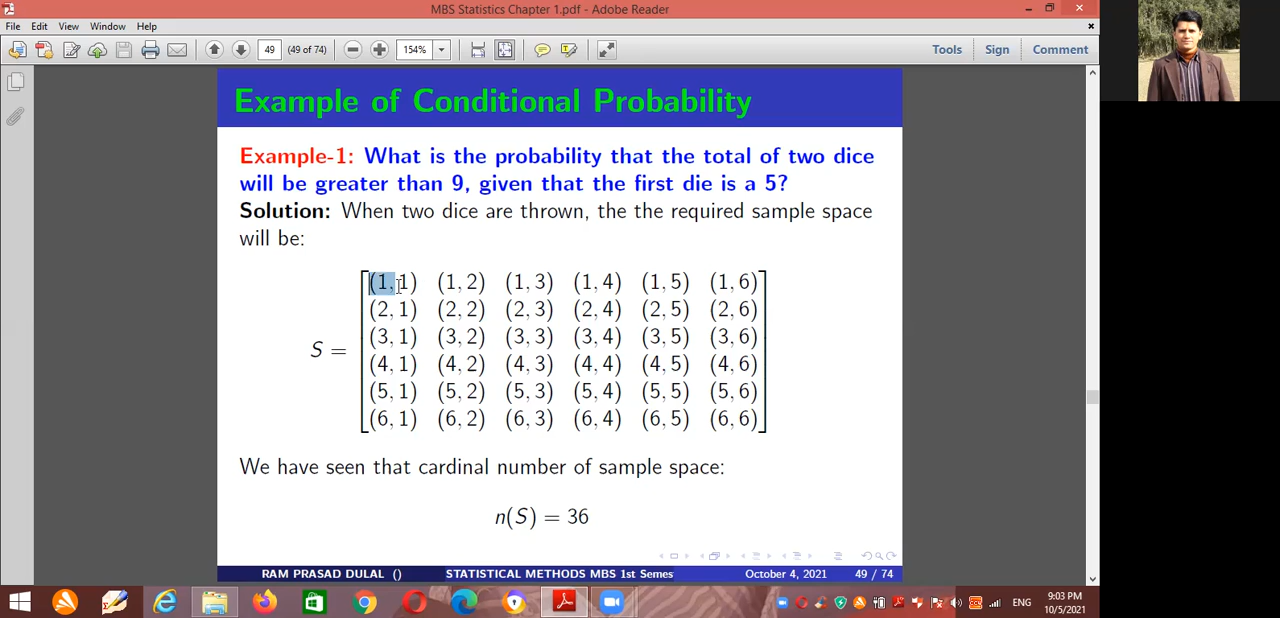 MBS Statistics Chapter 1.pdf - Adobe Reader
File Edit View Window Help
49 (49 of 74) 154% Tools Sign Comment
Example of Conditional Probability
Example-1: What is the probability that the total of two dice
will be greater than 9, given that the first die is a 5?
Solution: When two dice are thrown, the the required sample space
will be:
(1, 1) (1, 2) (1, 3) (1, 4) (1, 5) (1, 6)
(2, 1) (2, 2) (2, 3) (2, 4) (2, 5) (2, 6)
(3, 1) (3, 2) (3, 3) (3, 4) (3, 5) (3, 6)
S =
(4, 1) (4, 2) (4, 3) (4, 4) (4, 5) (4, 6)
(5, 1) (5, 2) (5, 3) (5, 4) (5, 5) (5, 6)
(6, 1) (6, 2) (6, 3) (6, 4) (6, 5) (6, 6)
We have seen that cardinal number of sample space:
n(S) = 36
RAM PRASAD DULAL () STATISTICAL METHODS MBS 1st Semes October 4, 2021 49 / 74
ENG
9:03 PM
10/5/2021